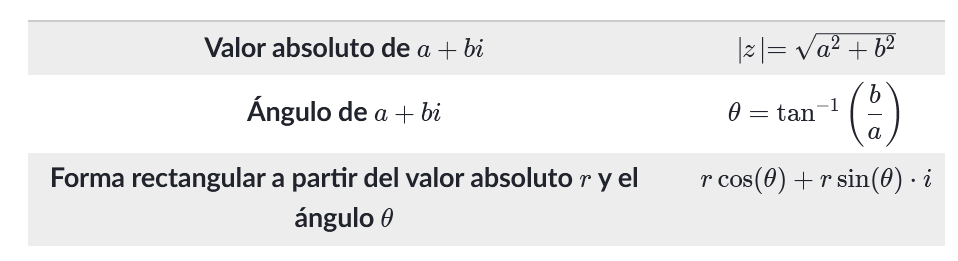 Valor absoluto de a + bi |z|= √a² + b²
Ángulo de a + bi θ = tan⁻¹ (b/a)
Forma rectangular a partir del valor absoluto r y el r cos(θ) + r sin(θ) · i
ángulo θ